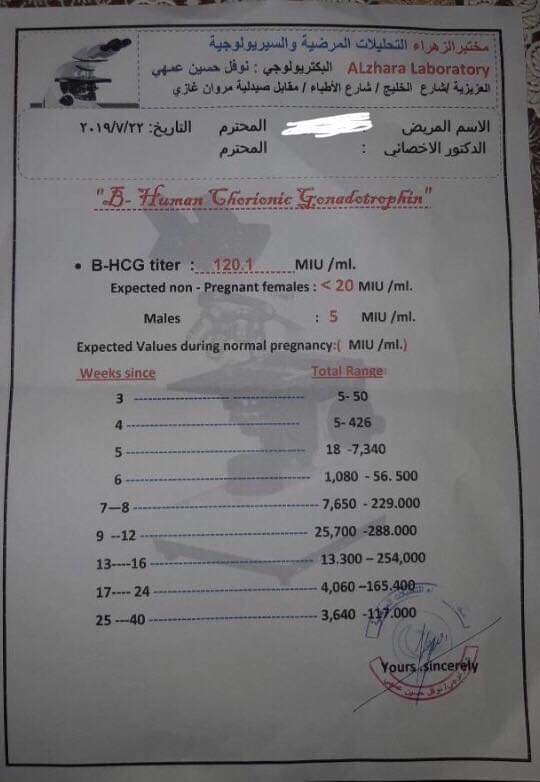 مختبر الزهراء التحليلات المرضية والسيريولوجية
ALzhara Laboratory البكتريولوجي : نوفل حسين عمهي
العزيزية /شارع الخليج / شارع الأطباء / مقابل صيدلية مروان غازي
الاسم المريض المحترم التاريخ: ٢٠١٩/٧/٢٢
الدكتور الاخصائي : المحترم
"B- Human Chorionic Gonadotrophin"
• B-HCG titer : 120.1 MIU /ml.
Expected non - Pregnant females : < 20 MIU /ml.
Males : 5 MIU /ml.
Expected Values during normal pregnancy:( MIU /ml.)
Weeks since Total Range:
3 ---------------------- 5- 50
4 ---------------------- 5- 426
5 ---------------------- 18 -7,340
6 ---------------------- 1,080 - 56. 500
7—8 ---------------------- 7,650 - 229.000
9 --12 ---------------------- 25,700 -288.000
13----16 ---------------------- 13.300 – 254,000
17---- 24 ---------------------- 4,060 –165.400
25 ---40 ---------------------- 3,640 -117.000
Yours .sincerely
نوفل حسين عمهي